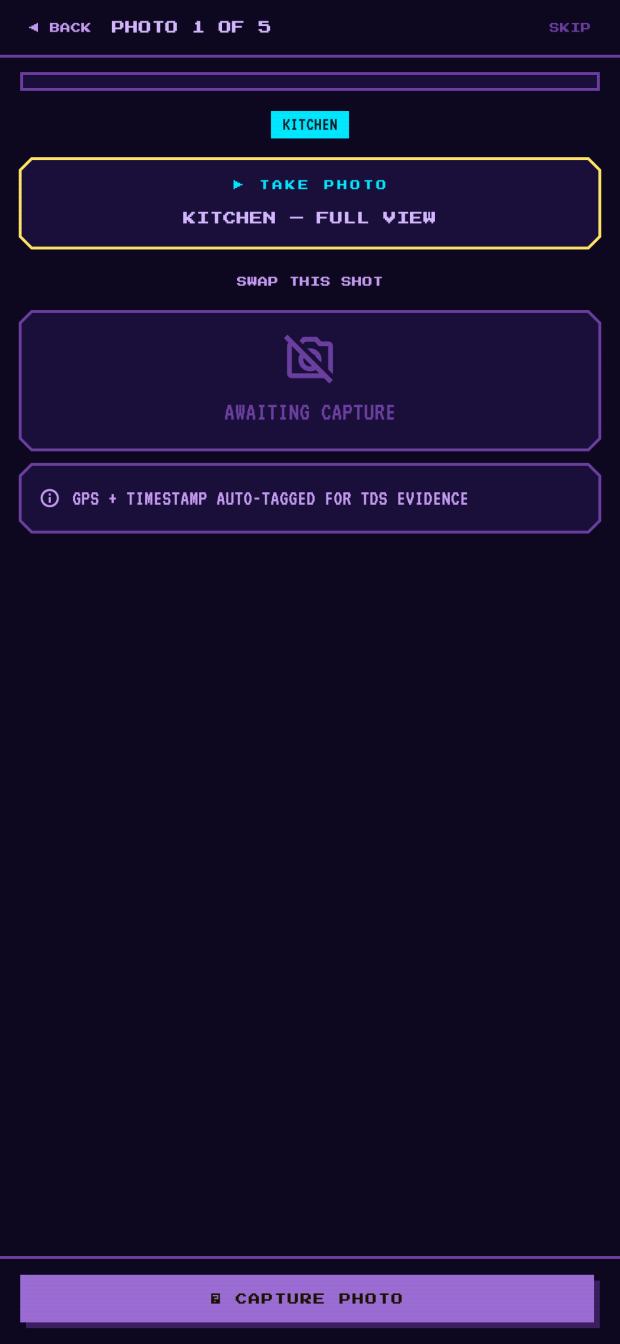 ◄ BACK PHOTO 1 OF 5 SKIP
KITCHEN
► TAKE PHOTO
KITCHEN — FULL VIEW
SWAP THIS SHOT
AWAITING CAPTURE
GPS + TIMESTAMP AUTO-TAGGED FOR TDS EVIDENCE
CAPTURE PHOTO